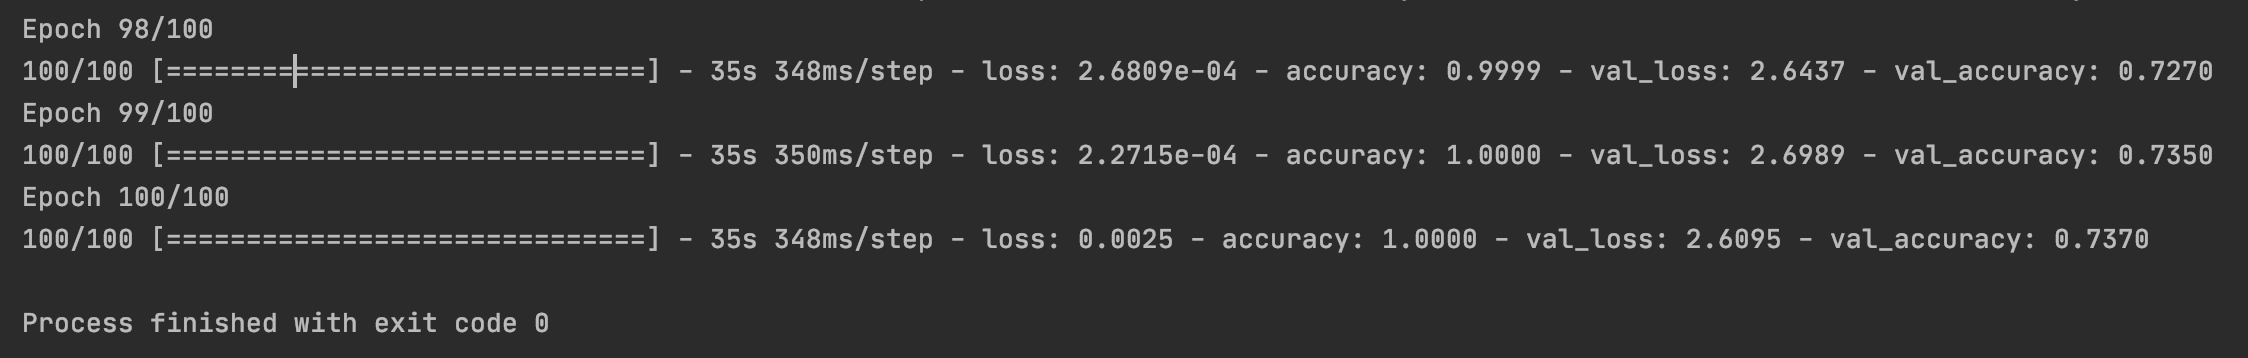 Epoch 98/100
100/100 [==============================] - 35s 348ms/step - loss: 2.6809e-04 - accuracy: 0.9999 - val_loss: 2.6437 - val_accuracy: 0.7270
Epoch 99/100
100/100 [==============================] - 35s 350ms/step - loss: 2.2715e-04 - accuracy: 1.0000 - val_loss: 2.6989 - val_accuracy: 0.7350
Epoch 100/100
100/100 [==============================] - 35s 348ms/step - loss: 0.0025 - accuracy: 1.0000 - val_loss: 2.6095 - val_accuracy: 0.7370
Process finished with exit code 0